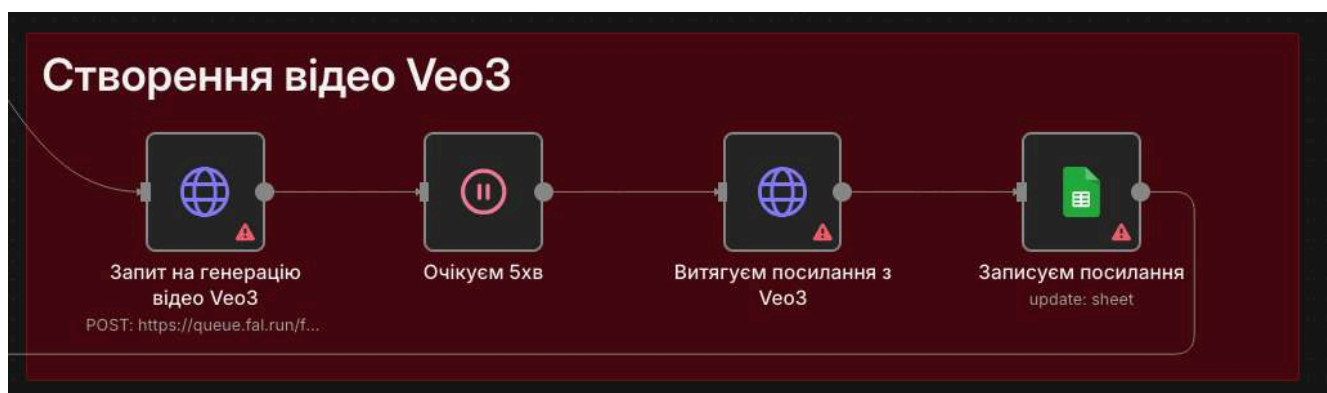 Створення відео Veo3
Запит на генерацію
відео Veo3
POST: https://queue.fal.run/f...
Очікуєм 5хв
Витягуєм посилання з
Veo3
Записуєм посилання
update: sheet